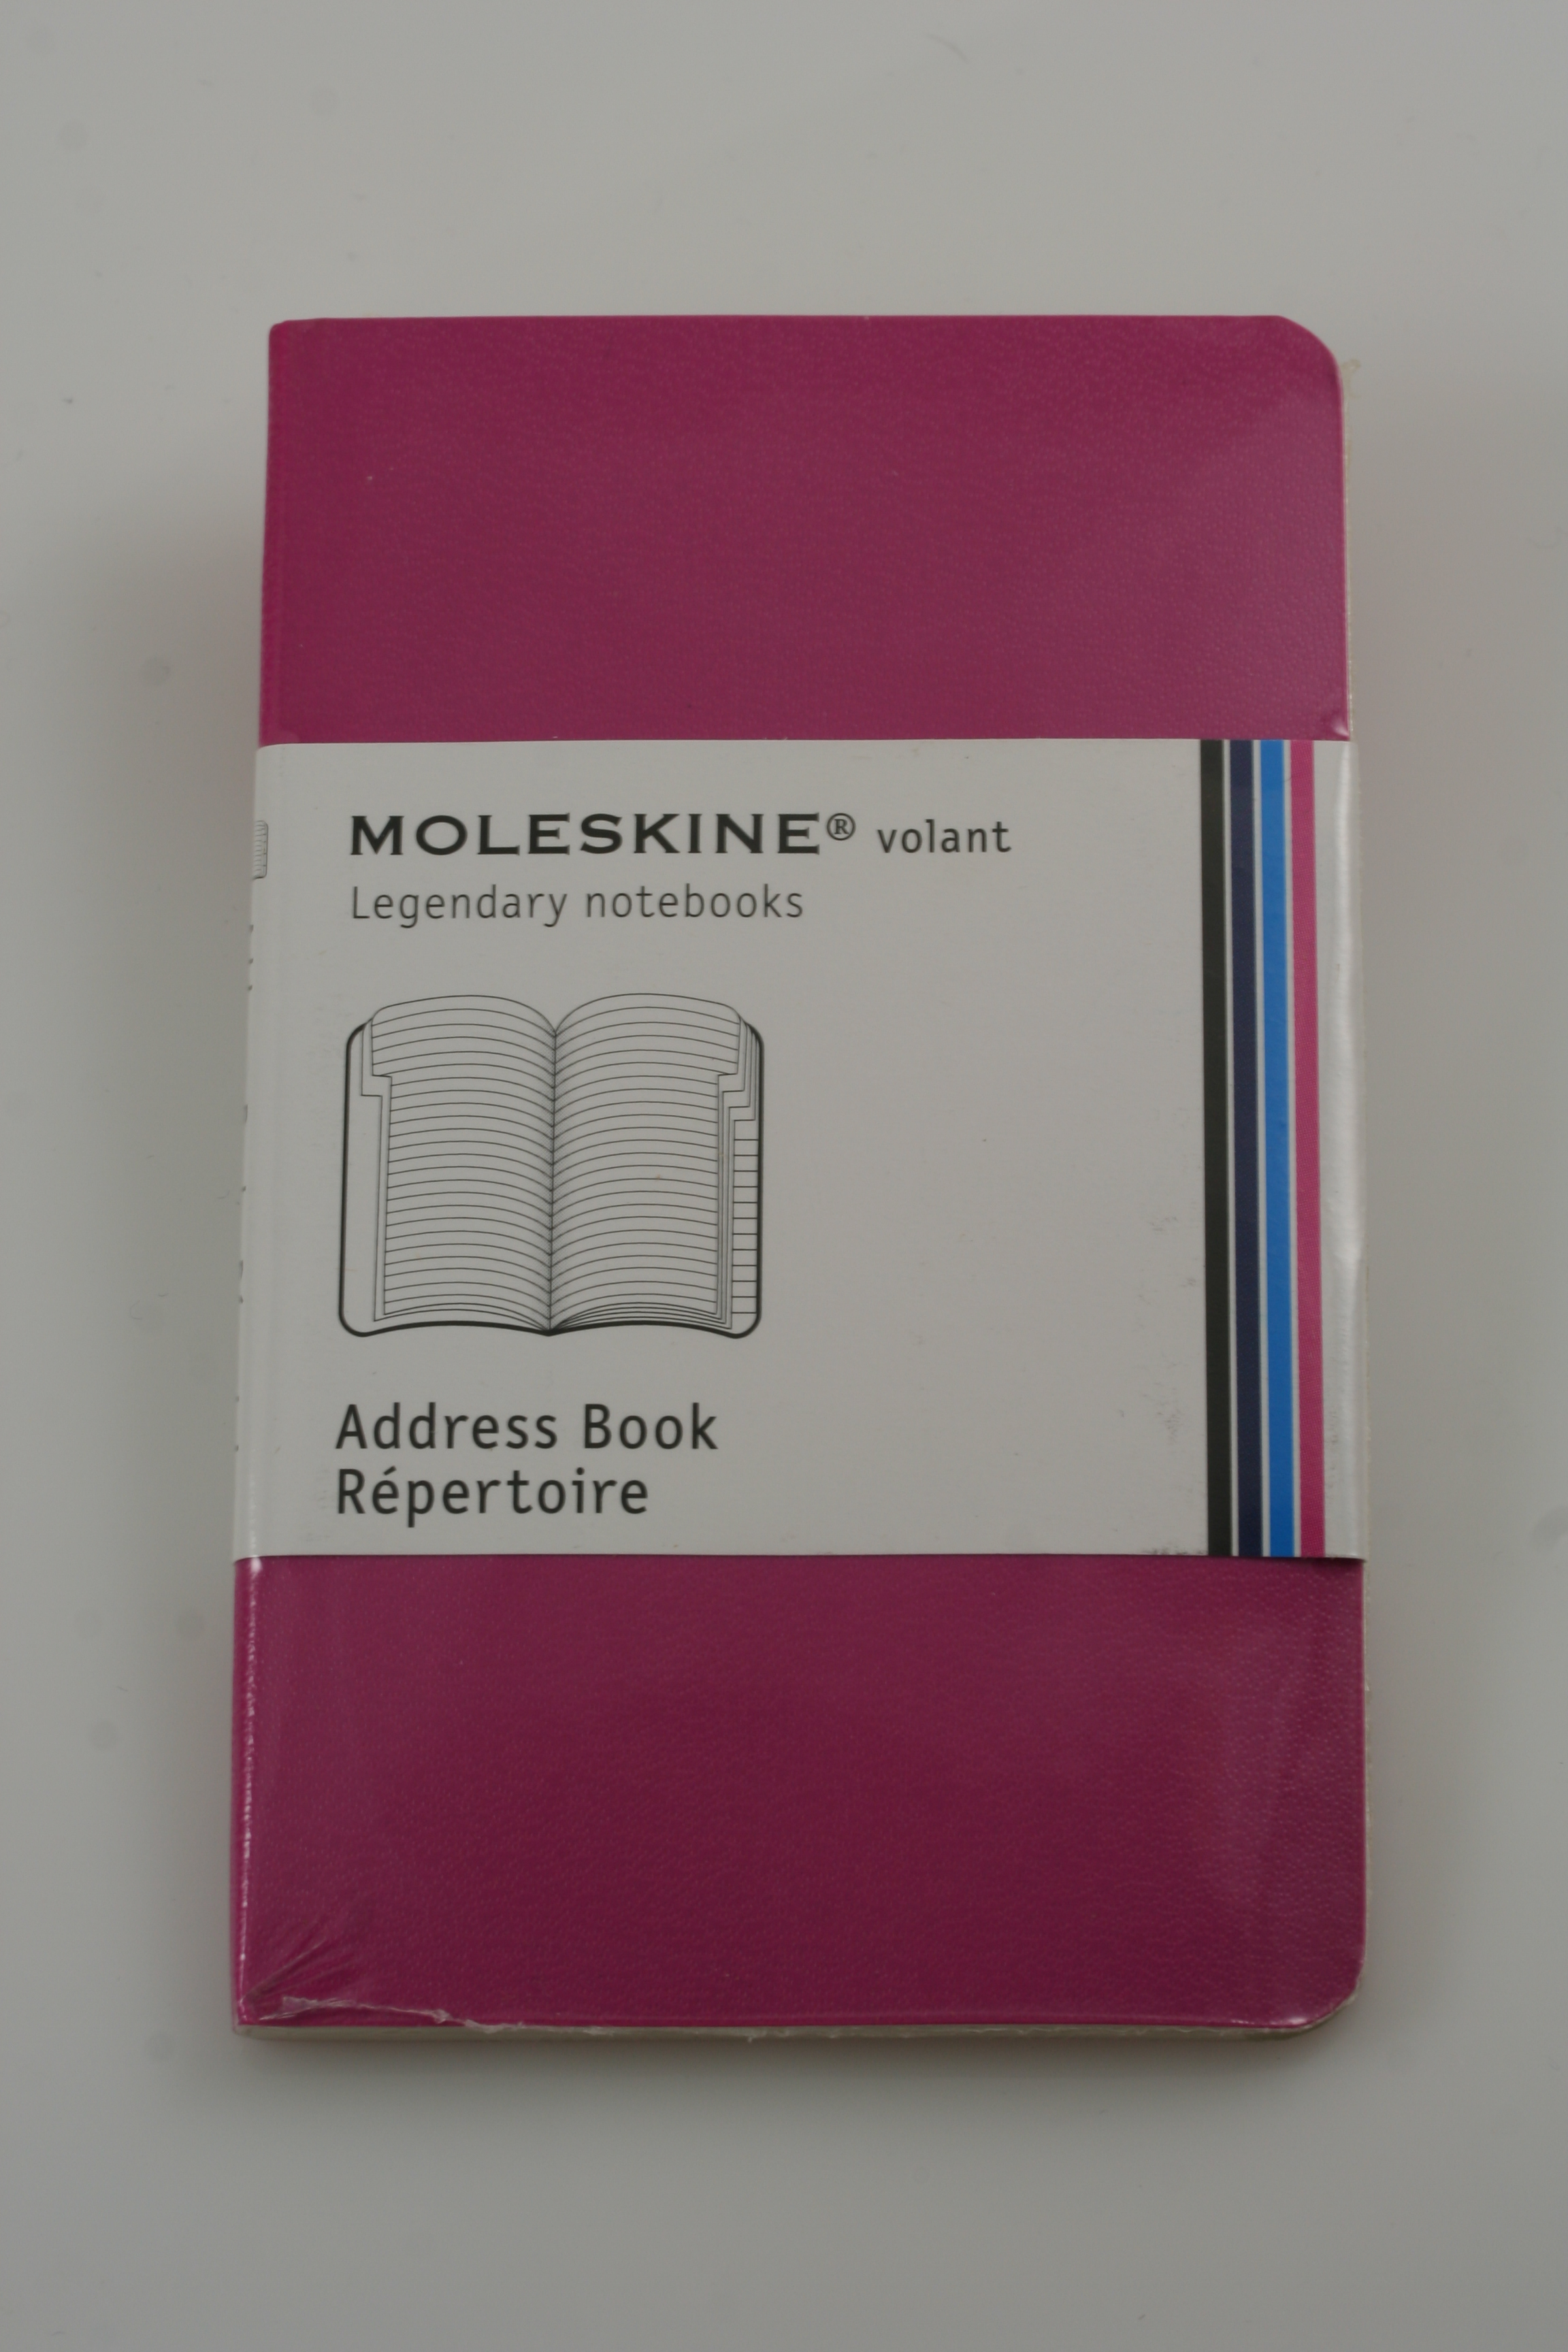 MOLESKINE® volant
Legendary notebooks
Address Book
Répertoire